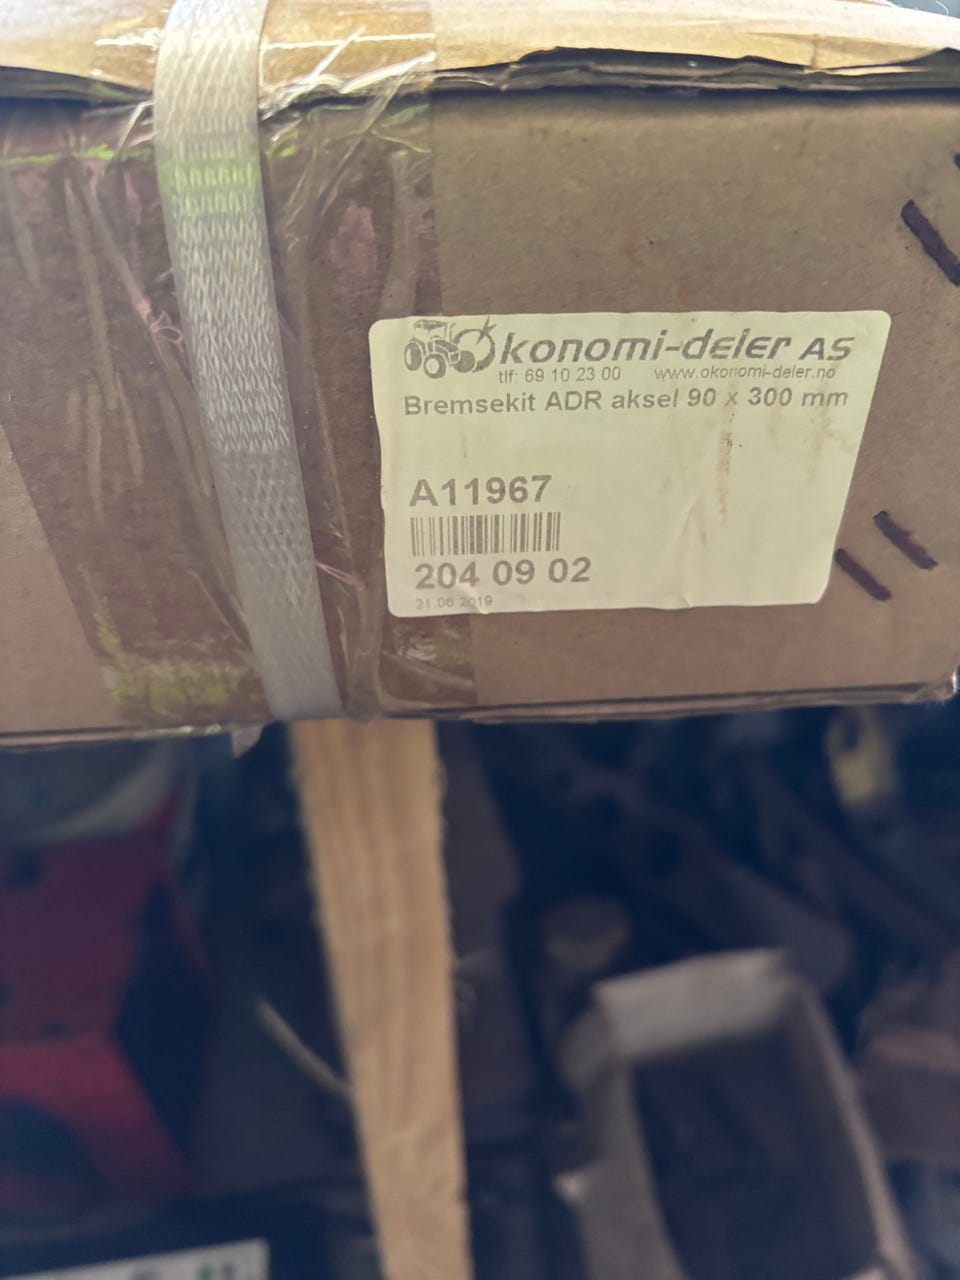 Økonomi-deler AS
tlf: 69 10 23 00 www.okonomi-deler.no
Bremsekit ADR aksel 90 x 300 mm
A11967
204 09 02
21.06.2019